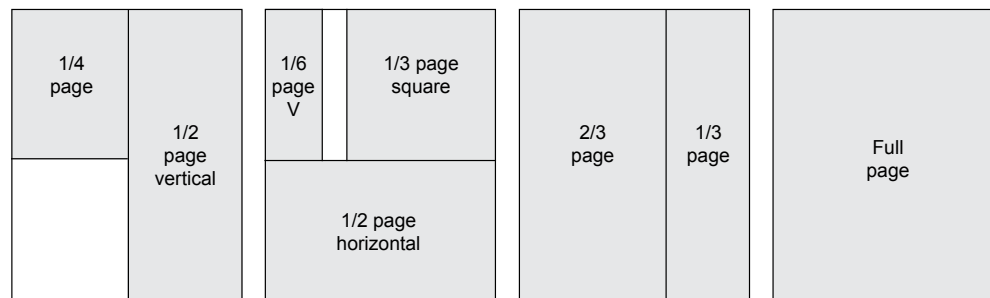 1/4
page
1/2
page
vertical
1/6
page
V
1/3 page
square
1/2 page
horizontal
2/3
page
1/3
page
Full
page